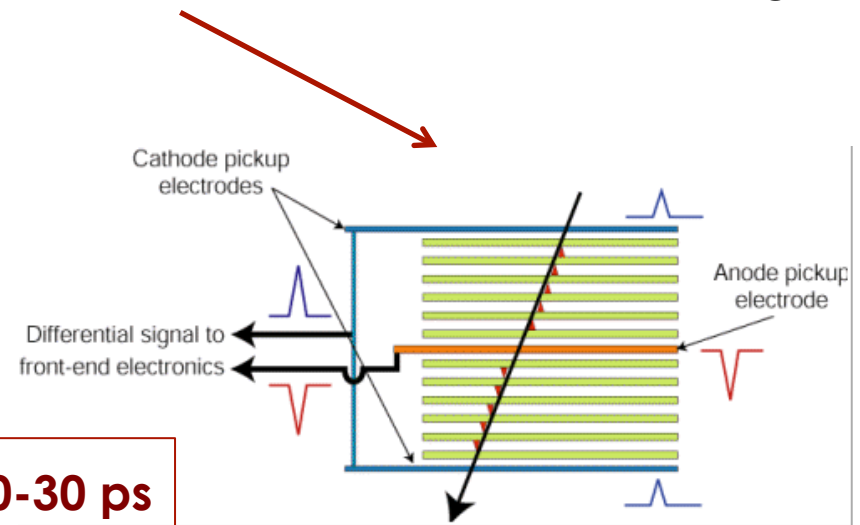 Cathode pickup
electrodes
Anode pickup
electrode
Differential signal to
front-end electronics
0-30 ps